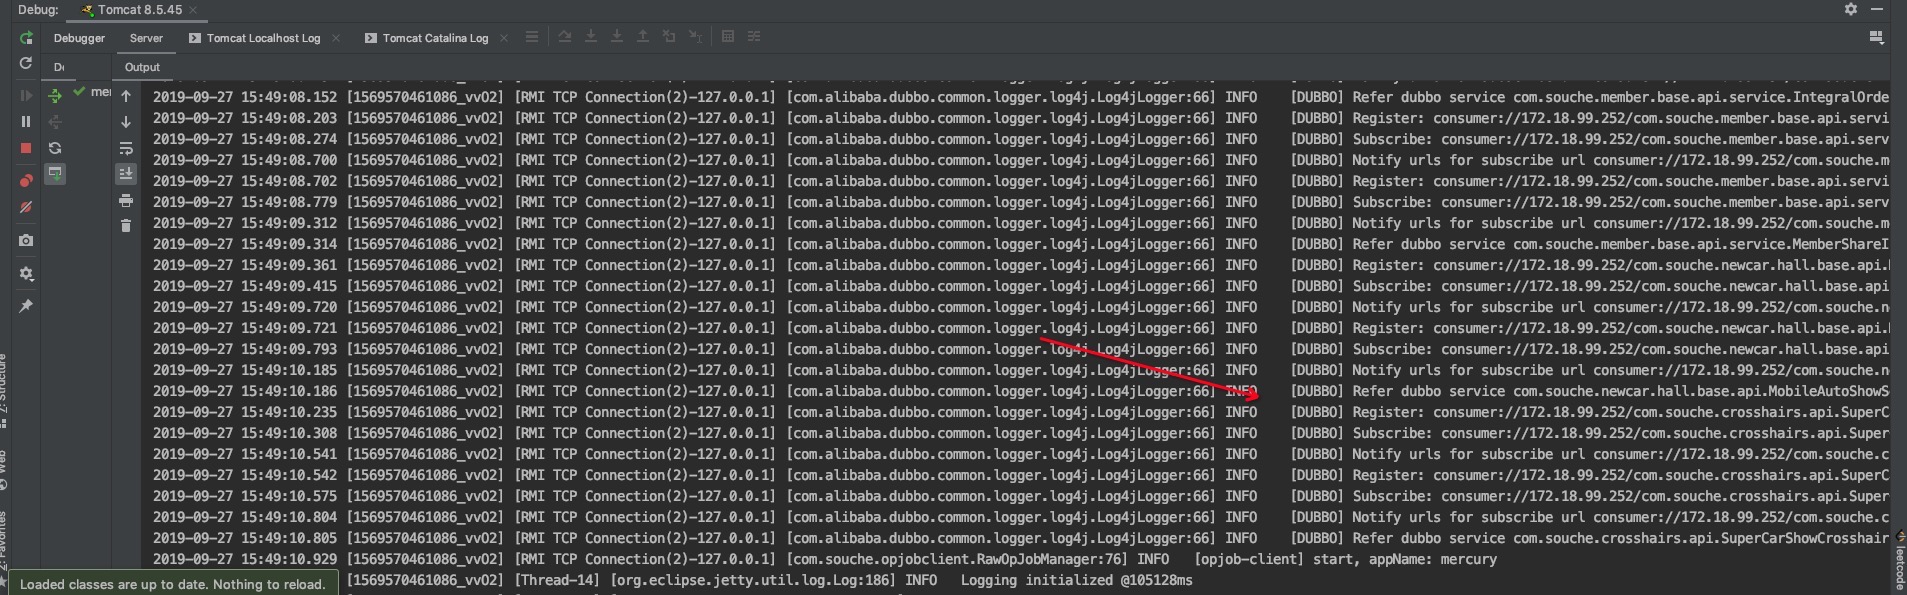 Debug: Tomcat 8.5.45
Debugger Server Tomcat Localhost Log Tomcat Catalina Log
Output
2019-09-27 15:49:08.152 [1569570461086_vvO2] [RMI TCP Connection(2)-127.0.0.1] [com.alibaba.dubbo.common.logger.log4j.Log4jLogger:66] INFO [DUBBO] Refer dubbo service com.souche.member.base.api.service.IntegralOrde
2019-09-27 15:49:08.203 [1569570461086_vvO2] [RMI TCP Connection(2)-127.0.0.1] [com.alibaba.dubbo.common.logger.log4j.Log4jLogger:66] INFO [DUBBO] Register: consumer://172.18.99.252/com.souche.member.base.api.servi
2019-09-27 15:49:08.274 [1569570461086_vvO2] [RMI TCP Connection(2)-127.0.0.1] [com.alibaba.dubbo.common.logger.log4j.Log4jLogger:66] INFO [DUBBO] Subscribe: consumer://172.18.99.252/com.souche.member.base.api.serv
2019-09-27 15:49:08.700 [1569570461086_vvO2] [RMI TCP Connection(2)-127.0.0.1] [com.alibaba.dubbo.common.logger.log4j.Log4jLogger:66] INFO [DUBBO] Notify urls for subscribe url consumer://172.18.99.252/com.souche.m
2019-09-27 15:49:08.702 [1569570461086_vvO2] [RMI TCP Connection(2)-127.0.0.1] [com.alibaba.dubbo.common.logger.log4j.Log4jLogger:66] INFO [DUBBO] Register: consumer://172.18.99.252/com.souche.member.base.api.servi
2019-09-27 15:49:08.779 [1569570461086_vvO2] [RMI TCP Connection(2)-127.0.0.1] [com.alibaba.dubbo.common.logger.log4j.Log4jLogger:66] INFO [DUBBO] Subscribe: consumer://172.18.99.252/com.souche.member.base.api.serv
2019-09-27 15:49:09.312 [1569570461086_vvO2] [RMI TCP Connection(2)-127.0.0.1] [com.alibaba.dubbo.common.logger.log4j.Log4jLogger:66] INFO [DUBBO] Notify urls for subscribe url consumer://172.18.99.252/com.souche.m
2019-09-27 15:49:09.314 [1569570461086_vvO2] [RMI TCP Connection(2)-127.0.0.1] [com.alibaba.dubbo.common.logger.log4j.Log4jLogger:66] INFO [DUBBO] Refer dubbo service com.souche.member.base.api.service.MemberShareI
2019-09-27 15:49:09.361 [1569570461086_vvO2] [RMI TCP Connection(2)-127.0.0.1] [com.alibaba.dubbo.common.logger.log4j.Log4jLogger:66] INFO [DUBBO] Register: consumer://172.18.99.252/com.souche.newcar.hall.base.api.
2019-09-27 15:49:09.415 [1569570461086_vvO2] [RMI TCP Connection(2)-127.0.0.1] [com.alibaba.dubbo.common.logger.log4j.Log4jLogger:66] INFO [DUBBO] Subscribe: consumer://172.18.99.252/com.souche.newcar.hall.base.api
2019-09-27 15:49:09.720 [1569570461086_vvO2] [RMI TCP Connection(2)-127.0.0.1] [com.alibaba.dubbo.common.logger.log4j.Log4jLogger:66] INFO [DUBBO] Notify urls for subscribe url consumer://172.18.99.252/com.souche.n
2019-09-27 15:49:09.721 [1569570461086_vvO2] [RMI TCP Connection(2)-127.0.0.1] [com.alibaba.dubbo.common.logger.log4j.Log4jLogger:66] INFO [DUBBO] Register: consumer://172.18.99.252/com.souche.newcar.hall.base.api.
2019-09-27 15:49:09.793 [1569570461086_vvO2] [RMI TCP Connection(2)-127.0.0.1] [com.alibaba.dubbo.common.logger.log4j.Log4jLogger:66] INFO [DUBBO] Subscribe: consumer://172.18.99.252/com.souche.newcar.hall.base.api
2019-09-27 15:49:10.185 [1569570461086_vvO2] [RMI TCP Connection(2)-127.0.0.1] [com.alibaba.dubbo.common.logger.log4j.Log4jLogger:66] INFO [DUBBO] Notify urls for subscribe url consumer://172.18.99.252/com.souche.n
2019-09-27 15:49:10.186 [1569570461086_vvO2] [RMI TCP Connection(2)-127.0.0.1] [com.alibaba.dubbo.common.logger.log4j.Log4jLogger:66] INFO [DUBBO] Refer dubbo service com.souche.newcar.hall.base.api.MobileAutoShowS
2019-09-27 15:49:10.235 [1569570461086_vvO2] [RMI TCP Connection(2)-127.0.0.1] [com.alibaba.dubbo.common.logger.log4j.Log4jLogger:66] INFO [DUBBO] Register: consumer://172.18.99.252/com.souche.crosshairs.api.SuperC
2019-09-27 15:49:10.308 [1569570461086_vvO2] [RMI TCP Connection(2)-127.0.0.1] [com.alibaba.dubbo.common.logger.log4j.Log4jLogger:66] INFO [DUBBO] Subscribe: consumer://172.18.99.252/com.souche.crosshairs.api.Super
2019-09-27 15:49:10.541 [1569570461086_vvO2] [RMI TCP Connection(2)-127.0.0.1] [com.alibaba.dubbo.common.logger.log4j.Log4jLogger:66] INFO [DUBBO] Notify urls for subscribe url consumer://172.18.99.252/com.souche.c
2019-09-27 15:49:10.542 [1569570461086_vvO2] [RMI TCP Connection(2)-127.0.0.1] [com.alibaba.dubbo.common.logger.log4j.Log4jLogger:66] INFO [DUBBO] Register: consumer://172.18.99.252/com.souche.crosshairs.api.SuperC
2019-09-27 15:49:10.575 [1569570461086_vvO2] [RMI TCP Connection(2)-127.0.0.1] [com.alibaba.dubbo.common.logger.log4j.Log4jLogger:66] INFO [DUBBO] Subscribe: consumer://172.18.99.252/com.souche.crosshairs.api.Super
2019-09-27 15:49:10.804 [1569570461086_vvO2] [RMI TCP Connection(2)-127.0.0.1] [com.alibaba.dubbo.common.logger.log4j.Log4jLogger:66] INFO [DUBBO] Notify urls for subscribe url consumer://172.18.99.252/com.souche.c
2019-09-27 15:49:10.805 [1569570461086_vvO2] [RMI TCP Connection(2)-127.0.0.1] [com.alibaba.dubbo.common.logger.log4j.Log4jLogger:66] INFO [DUBBO] Refer dubbo service com.souche.crosshairs.api.SuperCarShowCrosshair
2019-09-27 15:49:10.929 [1569570461086_vvO2] [RMI TCP Connection(2)-127.0.0.1] [com.souche.opjobclient.RawOpJobManager:76] INFO [opjob-client] start, appName: mercury
[1569570461086_vvO2] [Thread-14] [org.eclipse.jetty.util.log.Log:186] INFO Logging initialized @105128ms
Loaded classes are up to date. Nothing to reload.
Z: Structure
Web
2: Favorites
leetcode